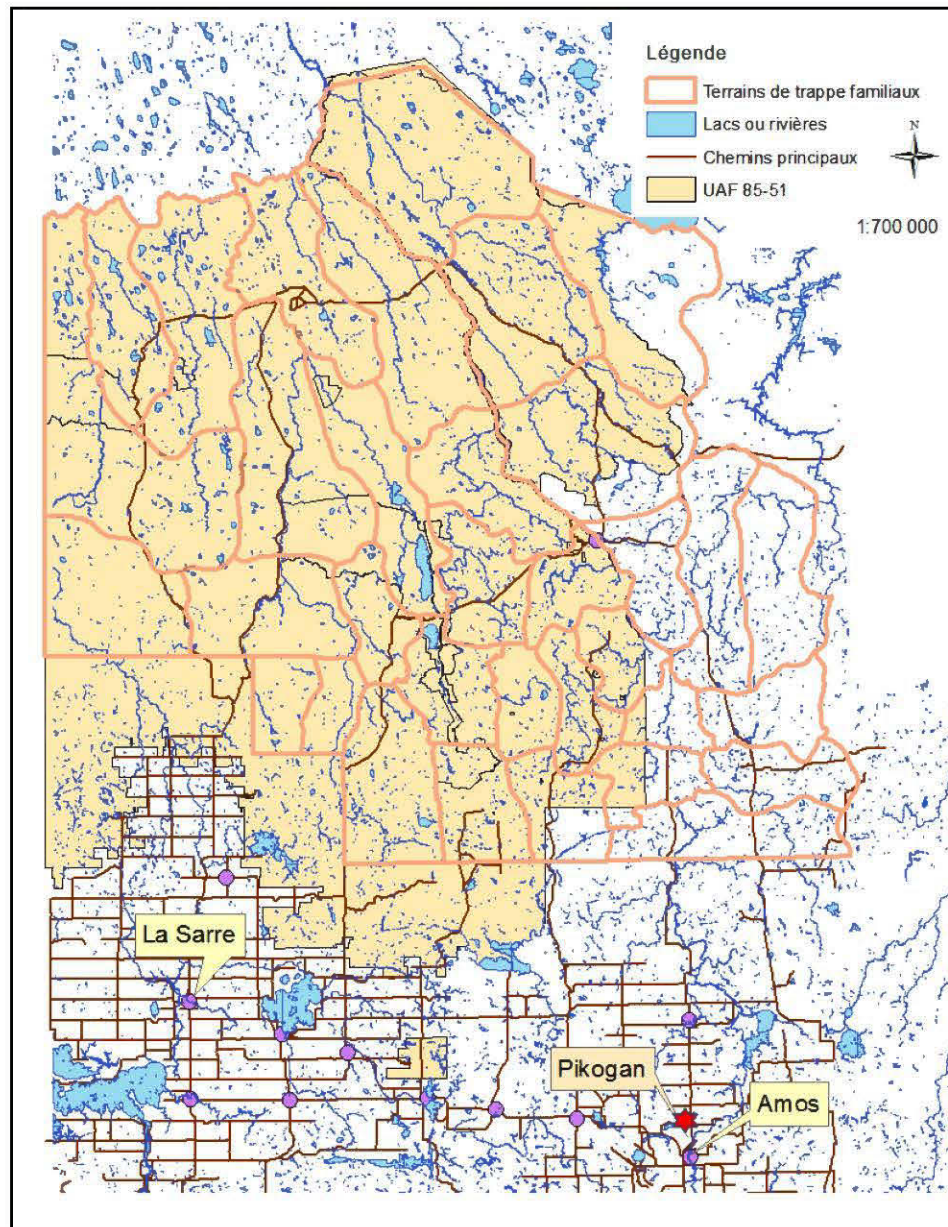 Légende
Terrains de trappe familiaux
Lacs ou rivières
Chemins principaux
UAF 85-51
N
1:700 000
La Sarre
Pikogan
Amos